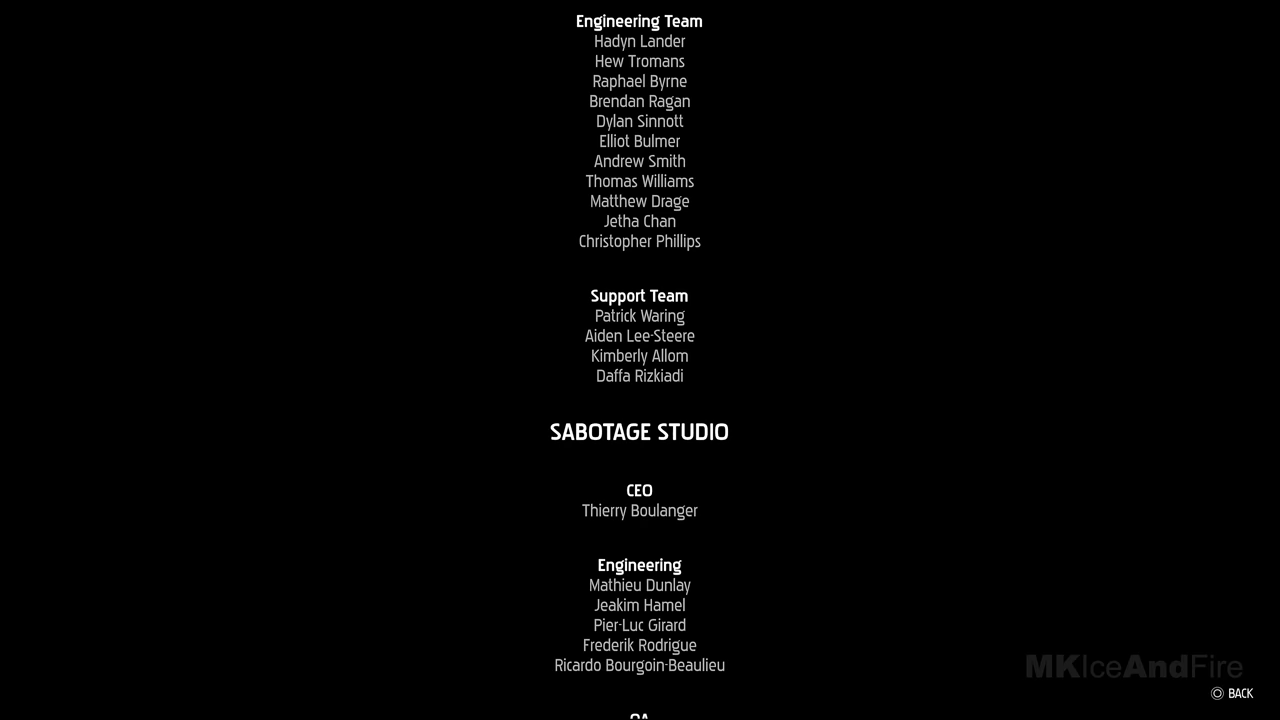 Engineering Team
Hadyn Lander
Hew Tromans
Raphael Byrne
Brendan Ragan
Dylan Sinnott
Elliot Bulmer
Andrew Smith
Thomas Williams
Matthew Drage
Jetha Chan
Christopher Phillips
Support Team
Patrick Waring
Aiden Lee-Steere
Kimberly Allom
Daffa Rizkiadi
SABOTAGE STUDIO
CEO
Thierry Boulanger
Engineering
Mathieu Dunlay
Jeakim Hamel
Pier-Luc Girard
Frederik Rodrigue
Ricardo Bourgoin-Beaulieu
MKIceAndFire
BACK